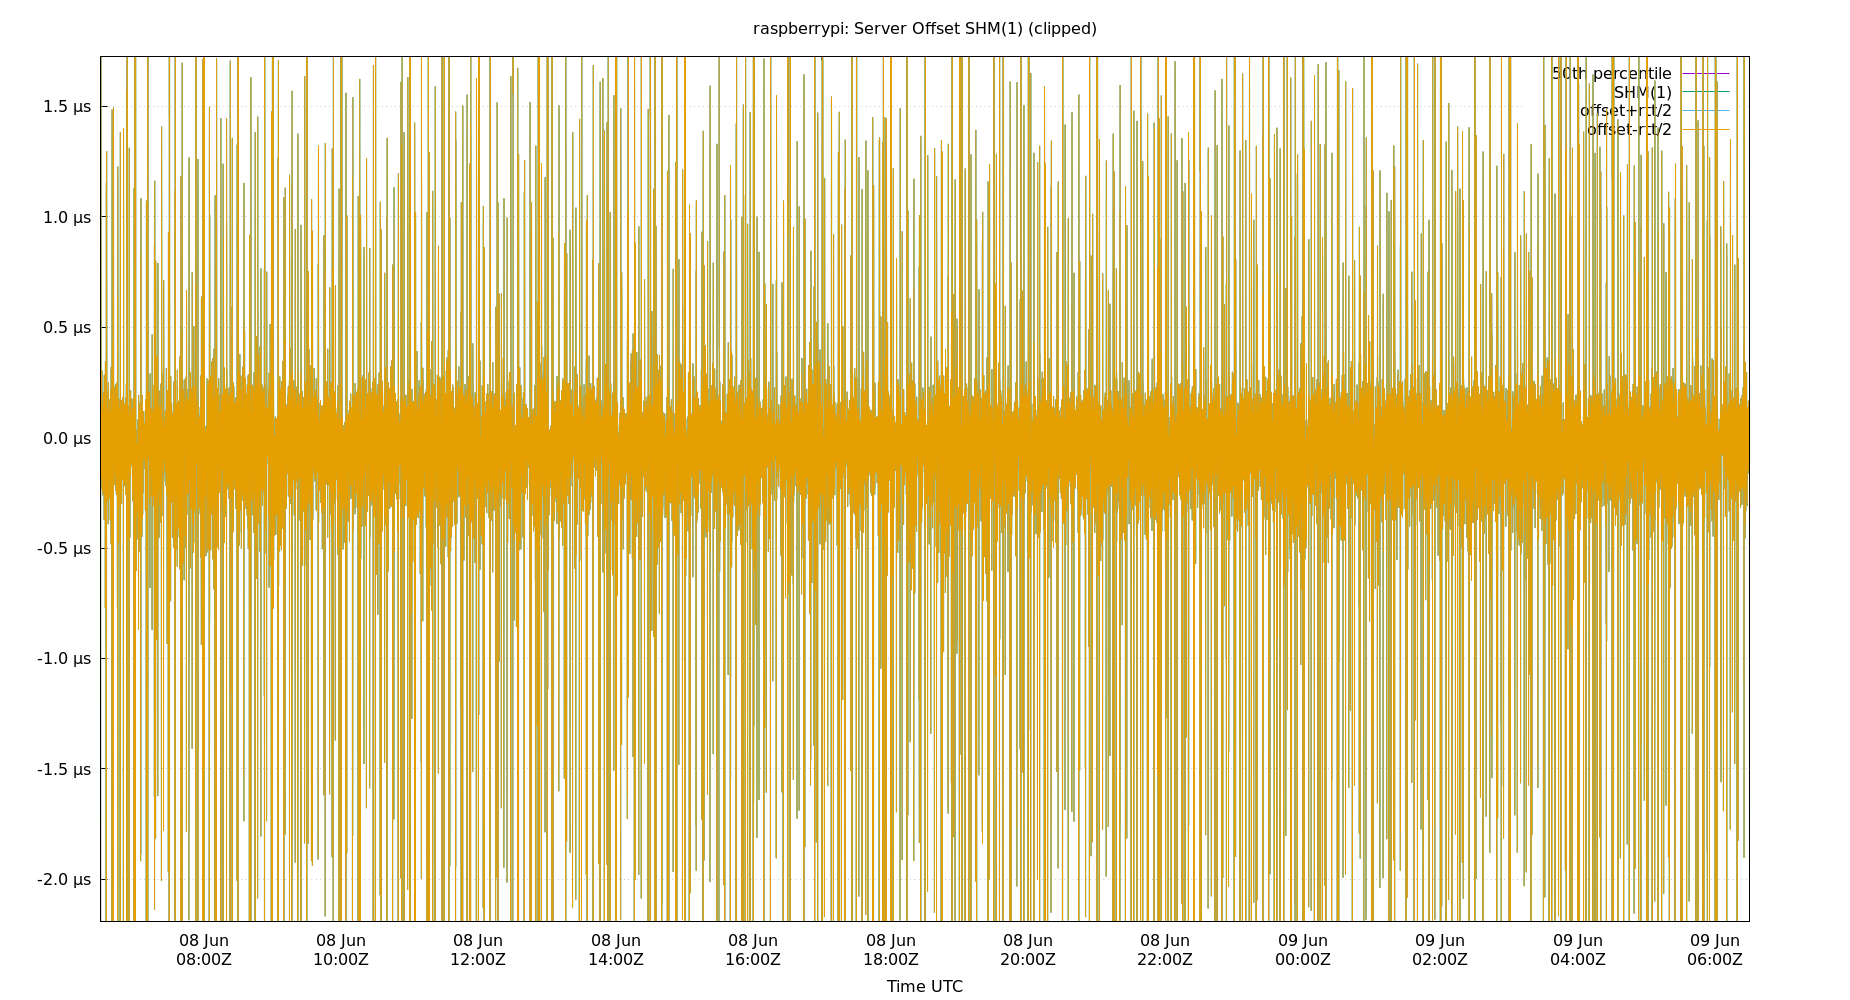 raspberrypi: Server Offset SHM(1) (clipped)
50th percentile
SHM(1)
offset+rtt/2
offset-rtt/2
1.5 µs
1.0 µs
0.5 µs
0.0 µs
-0.5 µs
-1.0 µs
-1.5 µs
-2.0 µs
08 Jun 08 Jun 08 Jun 08 Jun 08 Jun 08 Jun 08 Jun 08 Jun 09 Jun 09 Jun 09 Jun 09 Jun
08:00Z 10:00Z 12:00Z 14:00Z 16:00Z 18:00Z 20:00Z 22:00Z 00:00Z 02:00Z 04:00Z 06:00Z
Time UTC